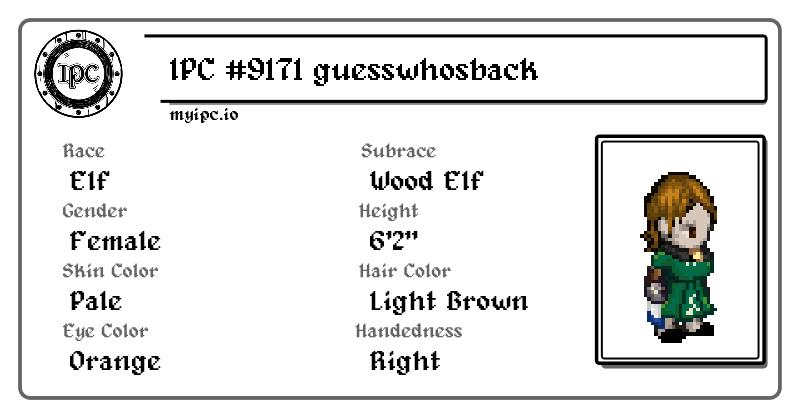 IPC
IPC #9171 guesswhosback
myipc.io
Race
Elf
Subrace
Wood Elf
Gender
Female
Height
6'2"
Skin Color
Pale
Hair Color
Light Brown
Eye Color
Orange
Handedness
Right